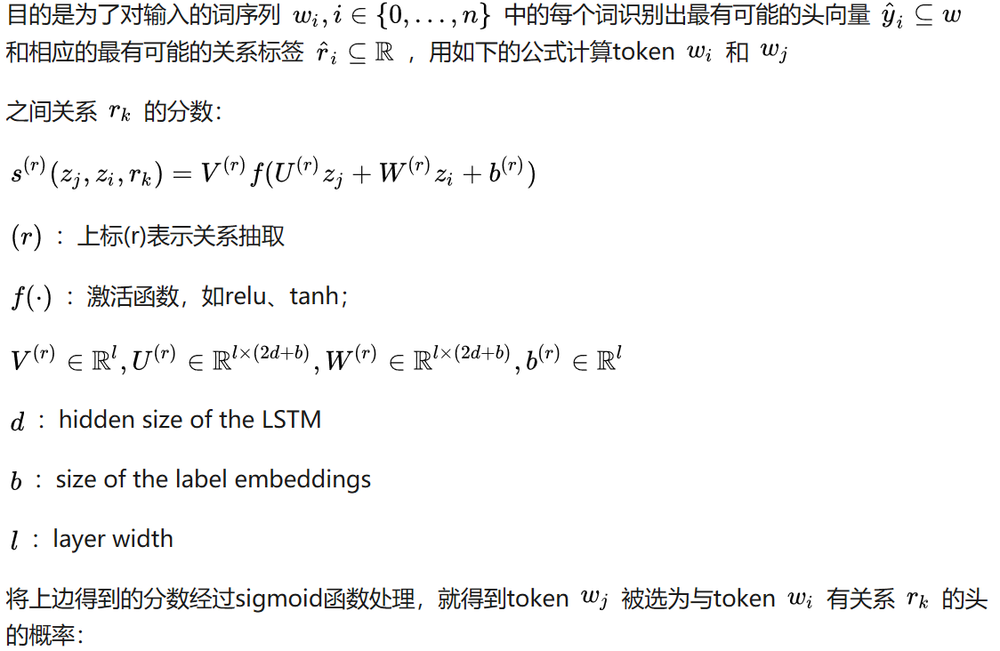 目的是为了对输入的词序列 $w_i, i \in \{0, \ldots, n\}$ 中的每个词识别出最有可能的头向量 $\hat{y}_i \subseteq w$
和相应的最有可能的关系标签 $\hat{r}_i \subseteq \mathbb{R}$ ，用如下的公式计算token $w_i$ 和 $w_j$
之间关系 $r_k$ 的分数：
$s^{(r)}(z_j, z_i, r_k) = V^{(r)} f(U^{(r)} z_j + W^{(r)} z_i + b^{(r)})$
$(r)$ ：上标(r)表示关系抽取
$f(\cdot)$ ：激活函数，如relu、tanh；
$V^{(r)} \in \mathbb{R}^l, U^{(r)} \in \mathbb{R}^{l \times (2d+b)}, W^{(r)} \in \mathbb{R}^{l \times (2d+b)}, b^{(r)} \in \mathbb{R}^l$
$d$ ：hidden size of the LSTM
$b$ ：size of the label embeddings
$l$ ：layer width
将上边得到的分数经过sigmoid函数处理，就得到token $w_j$ 被选为与token $w_i$ 有关系 $r_k$ 的头
的概率：